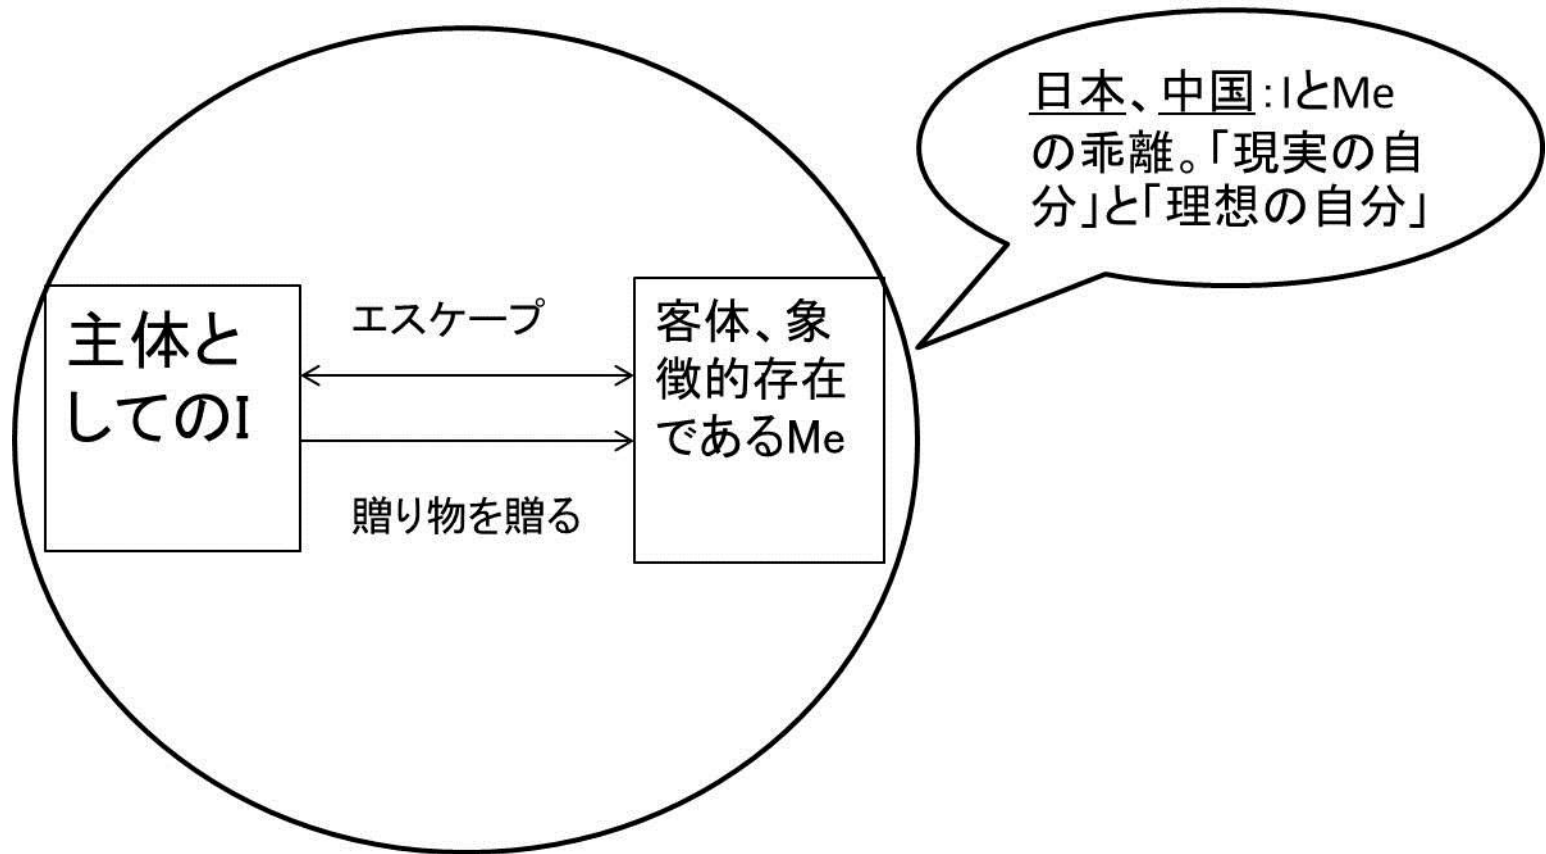 日本、中国：IとMe
の乖離。「現実の自
分」と「理想の自分」
主体と
してのI
エスケープ
贈り物を贈る
客体、象
徴的存在
であるMe